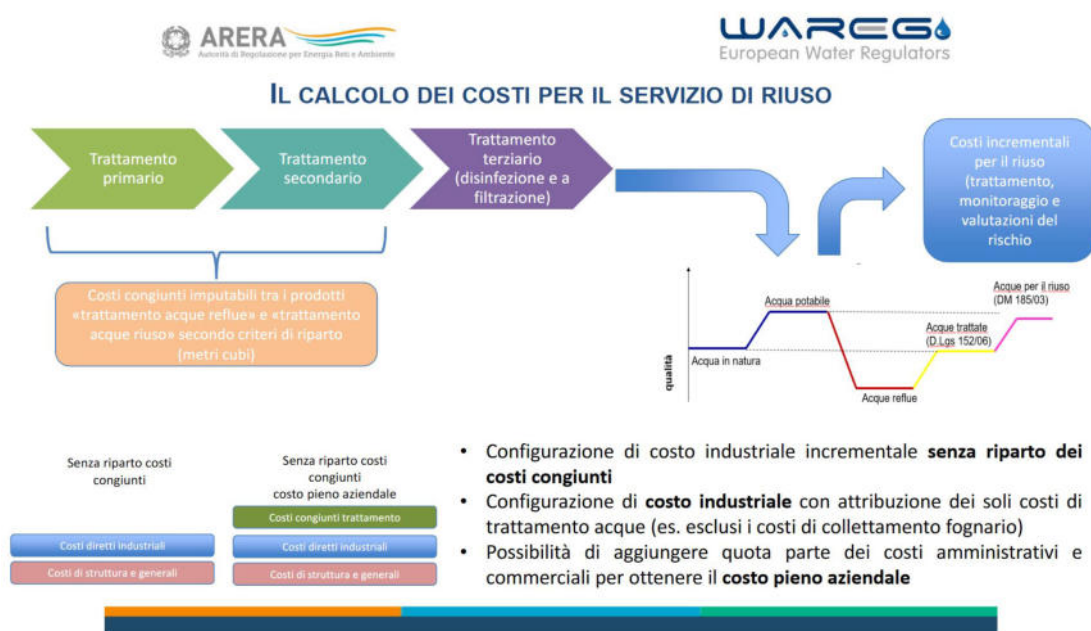 ARERA
Autorità di Regolazione per Energia Reti e Ambiente
WAREG
European Water Regulators
IL CALCOLO DEI COSTI PER IL SERVIZIO DI RIUSO
Trattamento
primario
Trattamento
secondario
Trattamento
terziario
(disinfezione e a
filtrazione)
Costi incrementali
per il riuso
(trattamento,
monitoraggio e
valutazioni del
rischio
Costi congiunti imputabili tra i prodotti
«trattamento acque reflue» e «trattamento
acque riuso» secondo criteri di riparto
(metri cubi)
qualità
Acqua in natura
Acqua potabile
Acque reflue
Acque trattate
(D.Lgs 152/06)
Acque per il riuso
(DM 185/03)
Senza riparto costi
congiunti
Costi diretti industriali
Costi di struttura e generali
Senza riparto costi
congiunti
costo pieno aziendale
Costi congiunti trattamento
Costi diretti industriali
Costi di struttura e generali
• Configurazione di costo industriale incrementale senza riparto dei
costi congiunti
• Configurazione di costo industriale con attribuzione dei soli costi di
trattamento acque (es. esclusi i costi di collettamento fognario)
• Possibilità di aggiungere quota parte dei costi amministrativi e
commerciali per ottenere il costo pieno aziendale